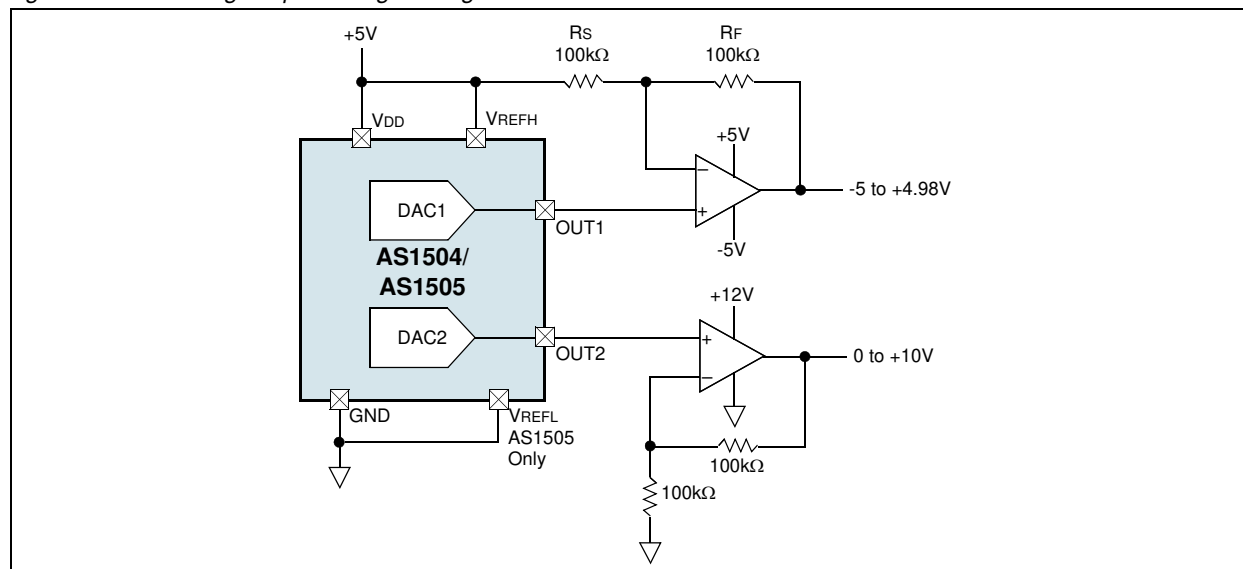 +5V
RS
100kΩ
RF
100kΩ
VDD
VREFH
+5V
−
+
-5V
-5 to +4.98V
DAC1
OUT1
AS1504/
AS1505
+12V
DAC2
OUT2
+
−
0 to +10V
GND
VREFL
AS1505
Only
100kΩ
100kΩ